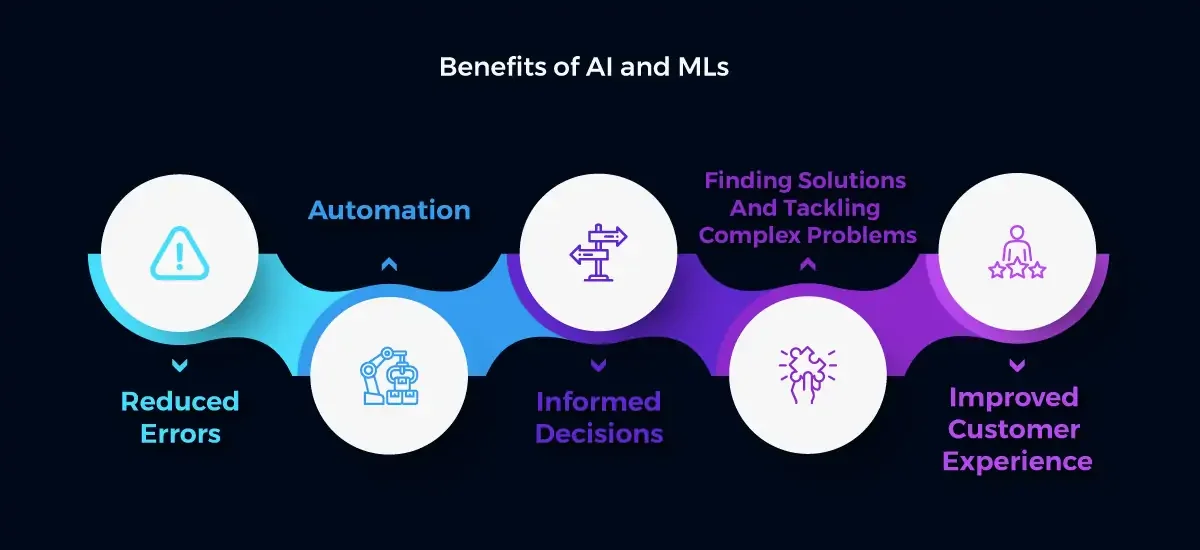 Benefits of AI and MLs
Reduced
Errors
Automation
Informed
Decisions
Finding Solutions
And Tackling
Complex Problems
Improved
Customer
Experience